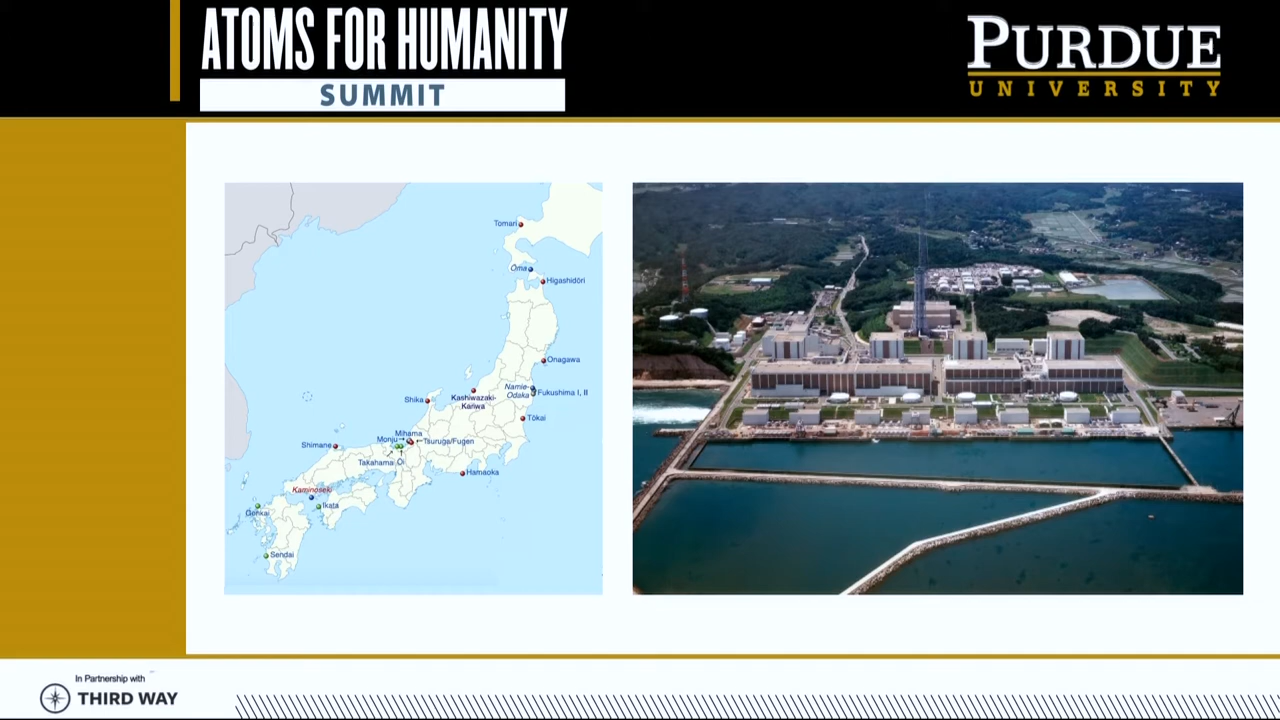 ATOMS FOR HUMANITY
SUMMIT
PURDUE
UNIVERSITY
Tomari
Ōma
Higashidōri
Onagawa
Namie-
Odaka
Fukushima I, II
Kashiwazaki-
Kariwa
Shika
Tōkai
Mihama
Monju
Tsuruga/Fugen
Shimane
Takahama
Ōi
Hamaoka
Kaminoseki
Genkai
Ikata
Sendai
In Partnership with
THIRD WAY